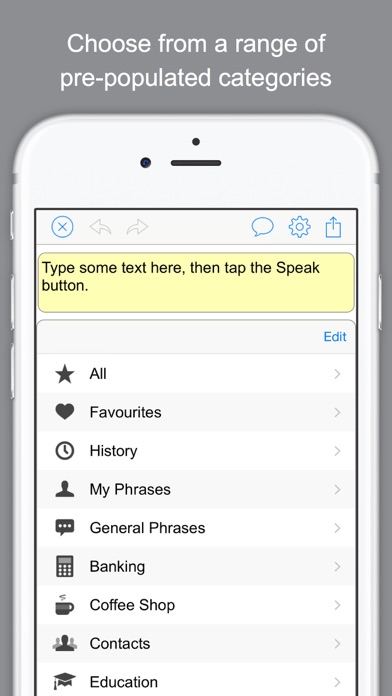 Choose from a range of
pre-populated categories
Type some text here, then tap the Speak
button.
Edit
All
Favourites
History
My Phrases
General Phrases
Banking
Coffee Shop
Contacts
Education